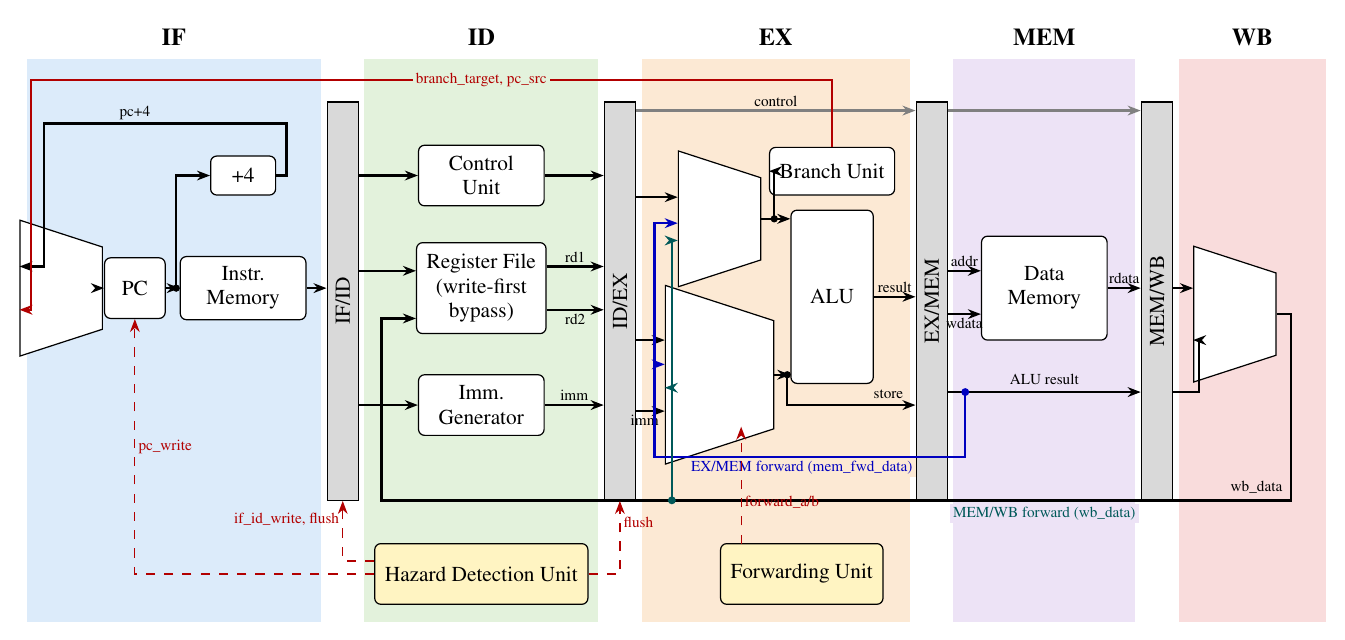 IF
ID
EX
MEM
WB
branch_target, pc_src
control
pc+4
+4
Control
Unit
Branch Unit
PC
Instr.
Memory
IF/ID
Register File
(write-first
bypass)
rd1
rd2
ID/EX
ALU
result
EX/MEM
addr
wdata
Data
Memory
rdata
MEM/WB
Imm.
Generator
imm
imm
store
ALU result
pc_write
EX/MEM forward (mem_fwd_data)
wb_data
forward_a/b
if_id_write, flush
flush
MEM/WB forward (wb_data)
Hazard Detection Unit
Forwarding Unit